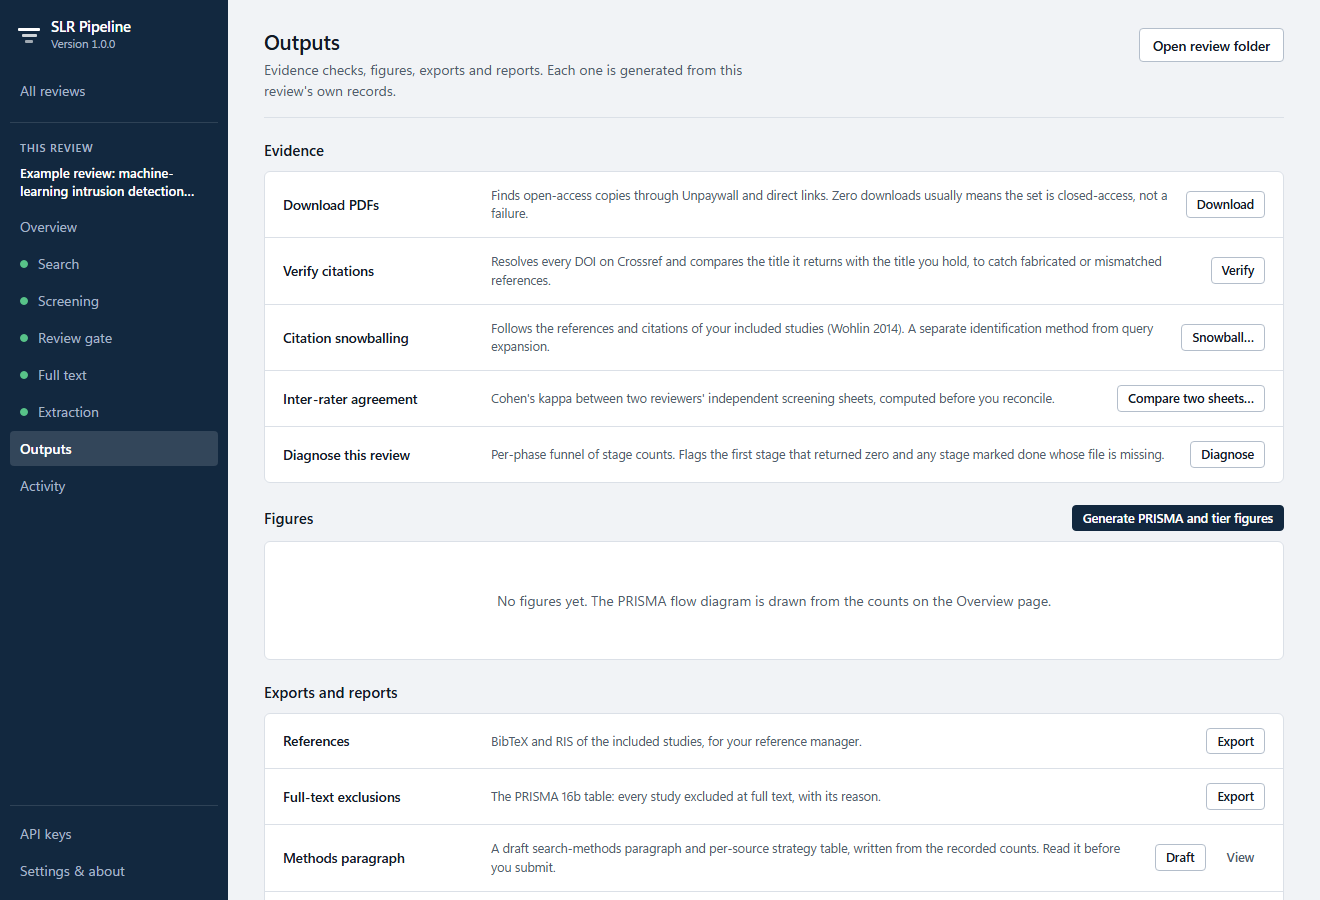 SLR Pipeline
Version 1.0.0
All reviews
THIS REVIEW
Example review: machine-
learning intrusion detection...
Overview
Search
Screening
Review gate
Full text
Extraction
Outputs
Activity
API keys
Settings & about
Outputs
Evidence checks, figures, exports and reports. Each one is generated from this
review's own records.
Open review folder
Evidence
Download PDFs
Finds open-access copies through Unpaywall and direct links. Zero downloads usually means the set is closed-access, not a
failure.
Download
Verify citations
Resolves every DOI on Crossref and compares the title it returns with the title you hold, to catch fabricated or mismatched
references.
Verify
Citation snowballing
Follows the references and citations of your included studies (Wohlin 2014). A separate identification method from query
expansion.
Snowball...
Inter-rater agreement
Cohen's kappa between two reviewers' independent screening sheets, computed before you reconcile.
Compare two sheets...
Diagnose this review
Per-phase funnel of stage counts. Flags the first stage that returned zero and any stage marked done whose file is missing.
Diagnose
Figures
Generate PRISMA and tier figures
No figures yet. The PRISMA flow diagram is drawn from the counts on the Overview page.
Exports and reports
References
BibTeX and RIS of the included studies, for your reference manager.
Export
Full-text exclusions
The PRISMA 16b table: every study excluded at full text, with its reason.
Export
Methods paragraph
A draft search-methods paragraph and per-source strategy table, written from the recorded counts. Read it before
you submit.
Draft
View